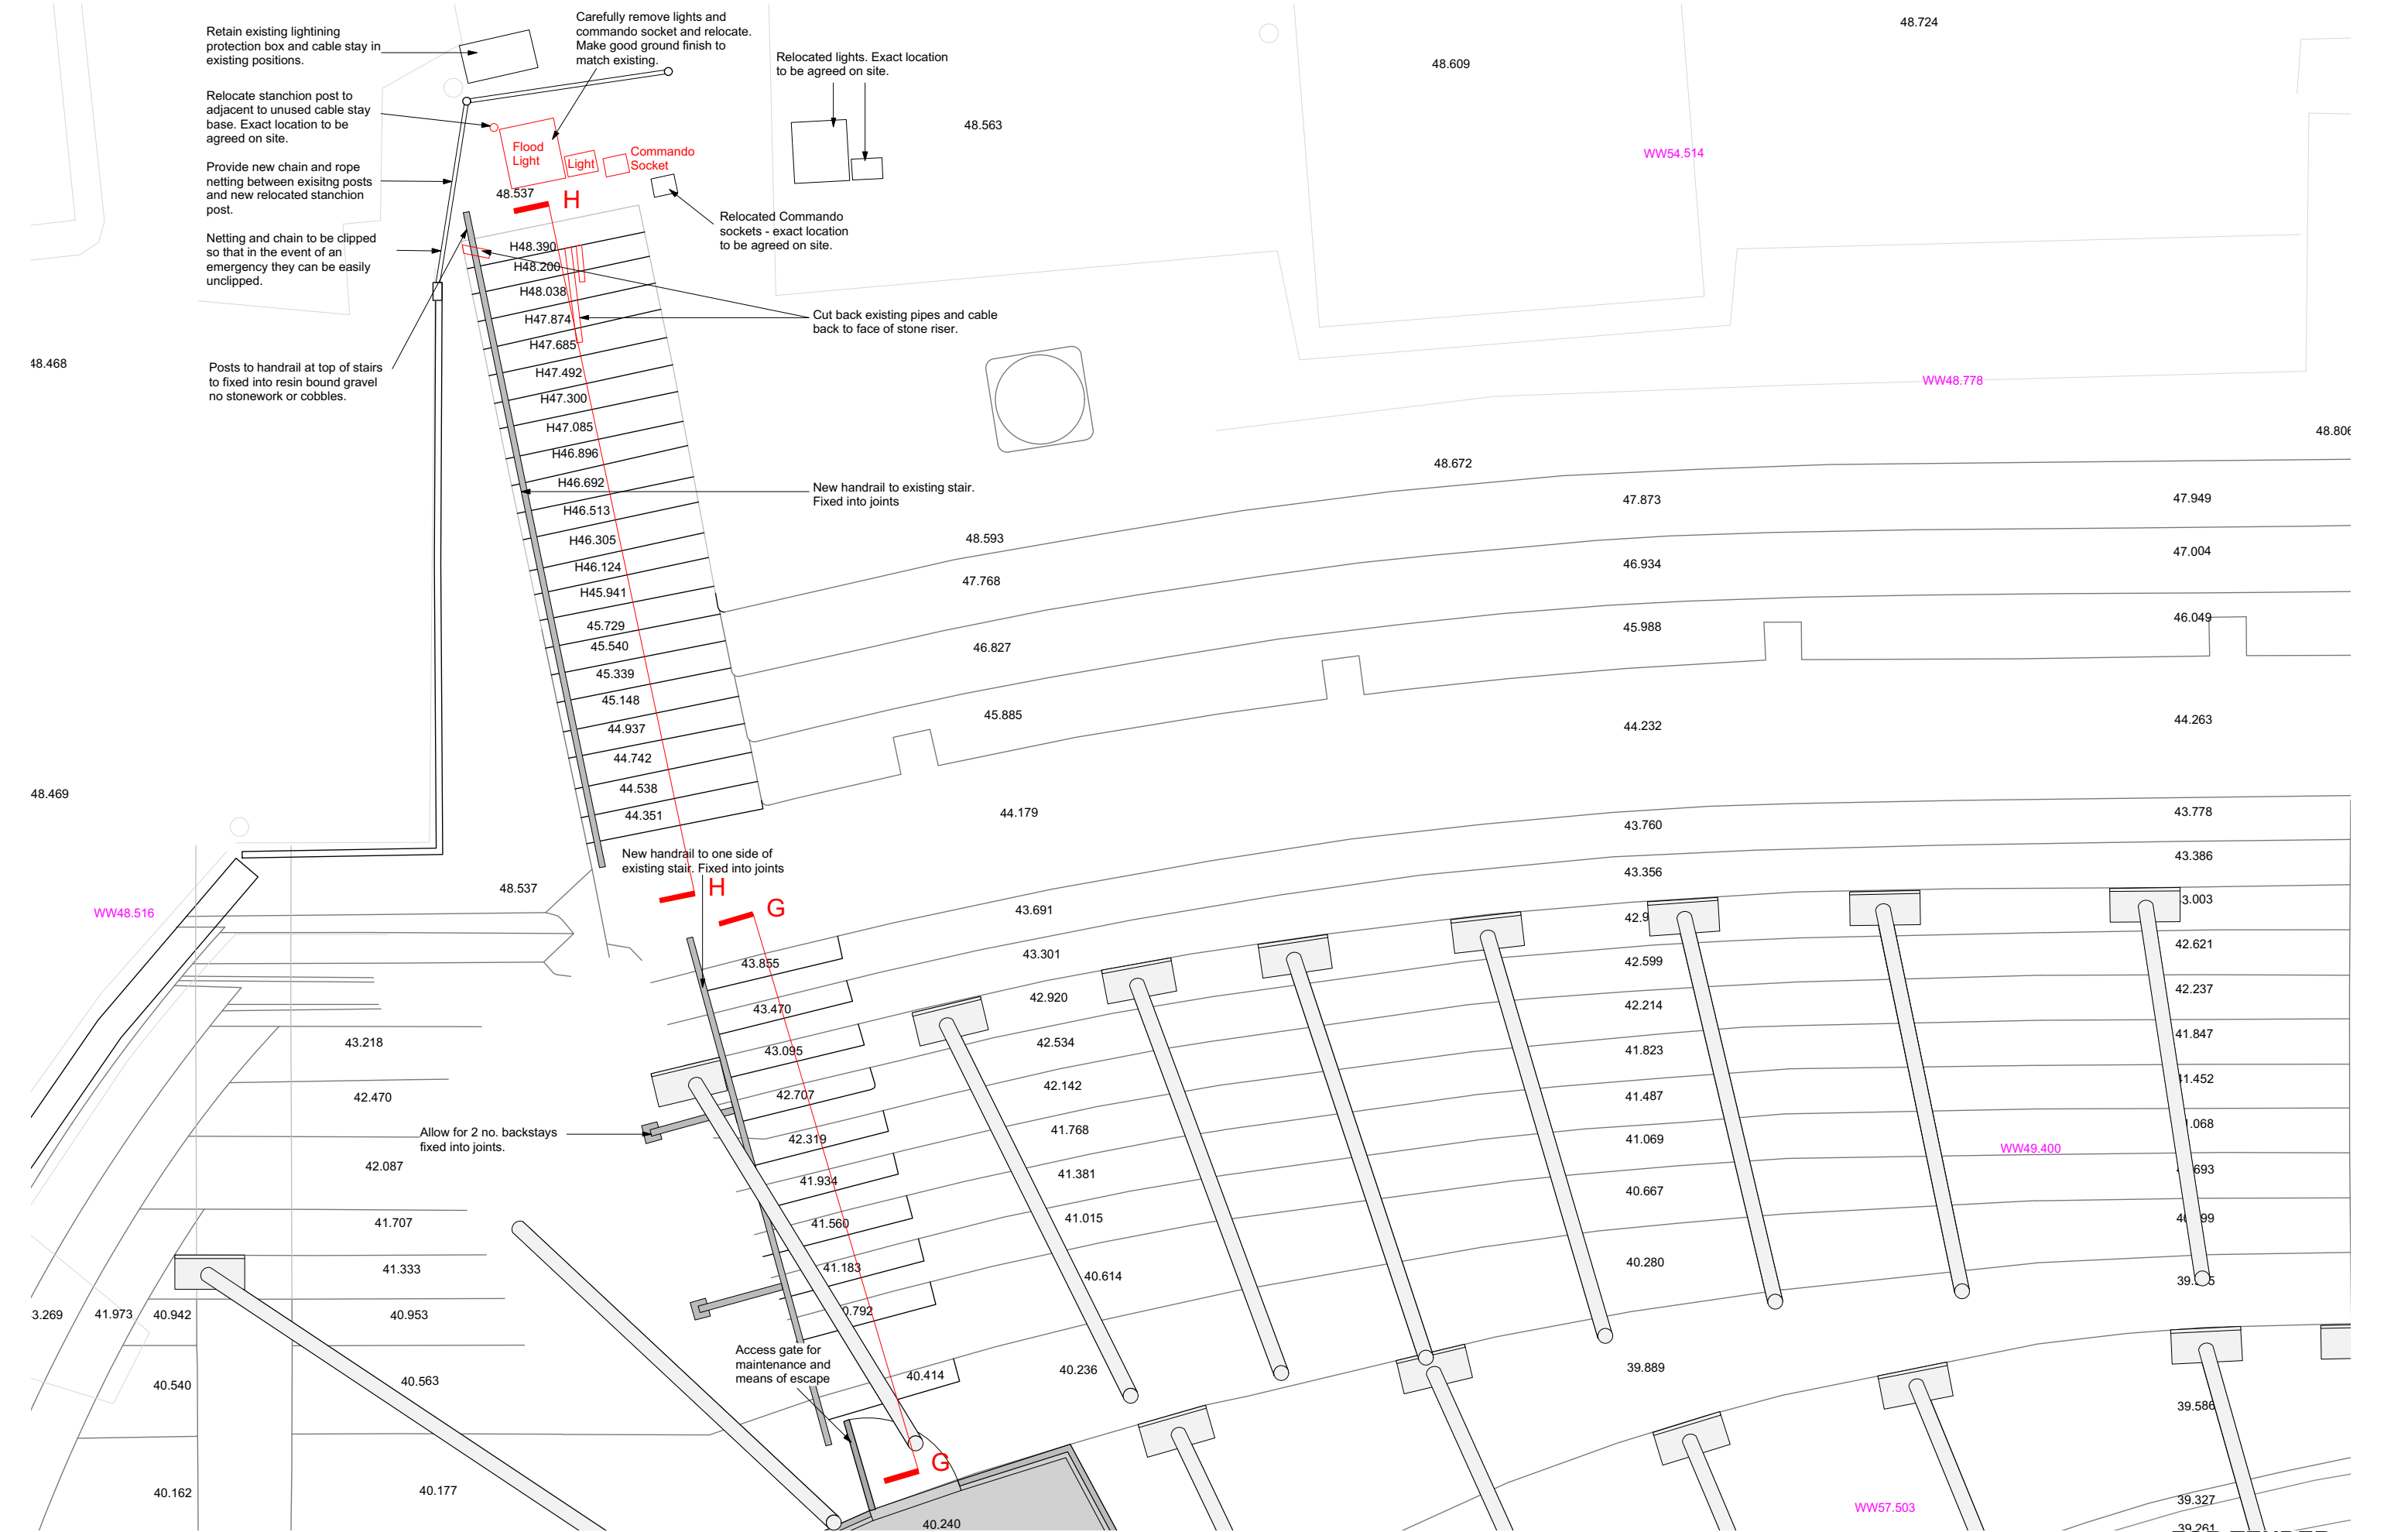 Retain existing lightining
protection box and cable stay in
existing positions.
Carefully remove lights and
commando socket and relocate.
Make good ground finish to
match existing.
Relocated lights. Exact location
to be agreed on site.
48.724
48.609
Relocate stanchion post to
adjacent to unused cable stay
base. Exact location to be
agreed on site.
48.563
Flood
Light
Light
Commando
Socket
WW54.514
Provide new chain and rope
netting between exisitng posts
and new relocated stanchion
post.
48.537
H
Relocated Commando
sockets - exact location
to be agreed on site.
Netting and chain to be clipped
so that in the event of an
emergency they can be easily
unclipped.
H48.390
H48.200
H48.038
H47.874
H47.685
H47.492
H47.300
H47.085
H46.896
H46.692
H46.513
H46.305
H46.124
H45.941
45.729
45.540
45.339
45.148
44.937
44.742
44.538
44.351
Cut back existing pipes and cable
back to face of stone riser.
48.468
Posts to handrail at top of stairs
to fixed into resin bound gravel
no stonework or cobbles.
WW48.778
48.806
48.672
New handrail to existing stair.
Fixed into joints
47.873
47.949
48.593
47.768
46.934
47.004
46.827
45.988
46.049
45.885
44.232
44.263
48.469
44.179
43.760
43.778
New handrail to one side of
existing stair. Fixed into joints
48.537
H
G
WW48.516
43.356
43.386
43.691
43.301
42.920
42.534
42.142
41.768
41.381
41.015
40.614
40.236
42.599
42.214
41.823
41.487
41.069
40.667
40.280
39.889
42.621
42.237
41.847
WW49.400
39.586
39.327
43.855
43.470
43.095
42.707
42.319
41.934
41.560
41.183
40.414
Allow for 2 no. backstays
fixed into joints.
43.218
42.470
42.087
41.707
41.333
41.973
40.942
40.953
40.540
40.563
40.162
40.177
Access gate for
maintenance and
means of escape
G
40.240
WW57.503